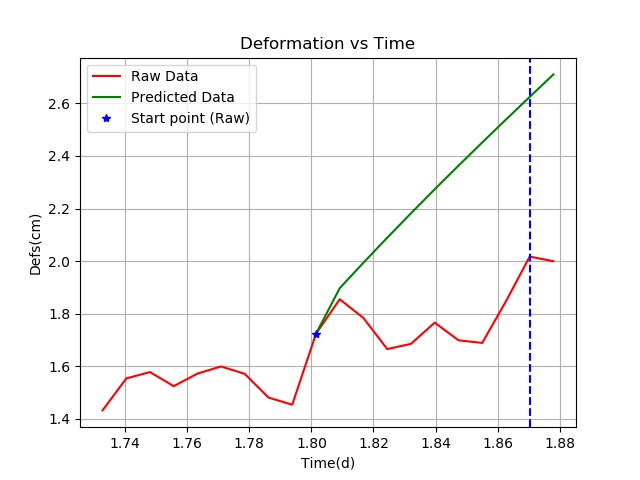 Deformation vs Time
Raw Data
Predicted Data
Start point (Raw)
2.6
2.4
2.2
2.0
1.8
1.6
1.4
Defs(cm)
1.74 1.76 1.78 1.80 1.82 1.84 1.86 1.88
Time(d)